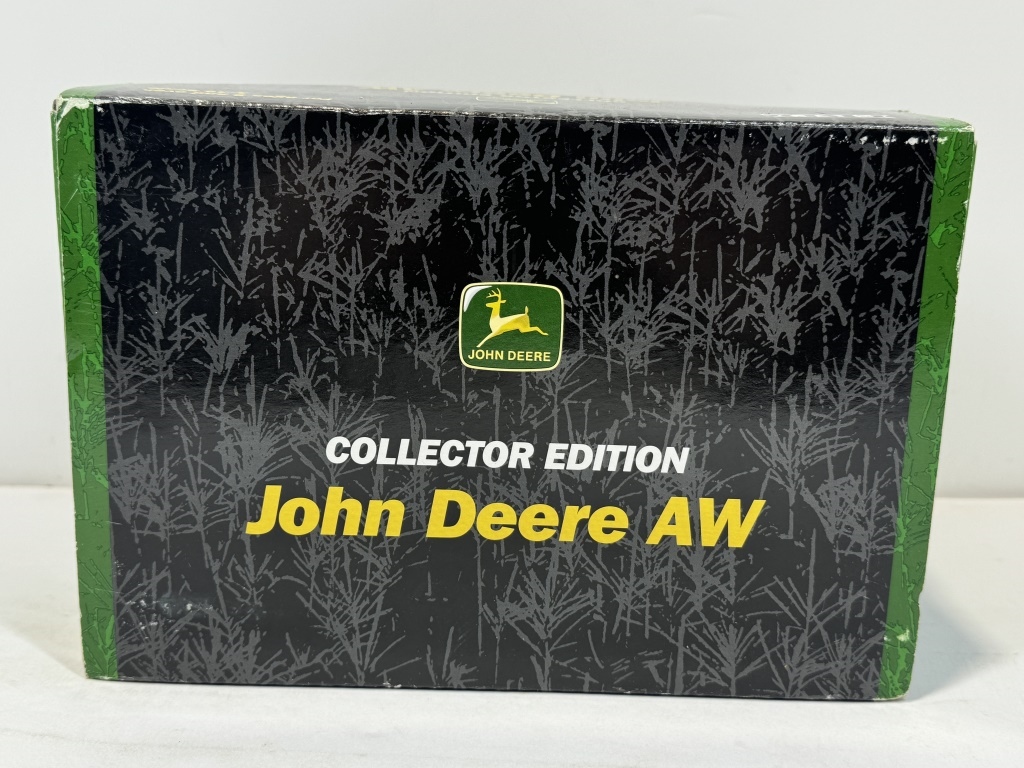 JOHN DEERE
COLLECTOR EDITION
John Deere AW